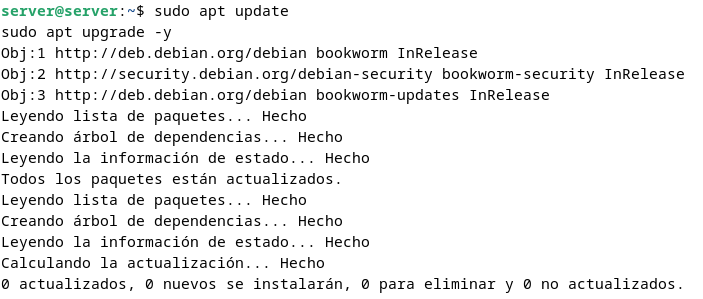 server@server:~$ sudo apt update
sudo apt upgrade -y
Obj:1 http://deb.debian.org/debian bookworm InRelease
Obj:2 http://security.debian.org/debian-security bookworm-security InRelease
Obj:3 http://deb.debian.org/debian bookworm-updates InRelease
Leyendo lista de paquetes... Hecho
Creando árbol de dependencias... Hecho
Leyendo la información de estado... Hecho
Todos los paquetes están actualizados.
Leyendo lista de paquetes... Hecho
Creando árbol de dependencias... Hecho
Leyendo la información de estado... Hecho
Calculando la actualización... Hecho
0 actualizados, 0 nuevos se instalarán, 0 para eliminar y 0 no actualizados.